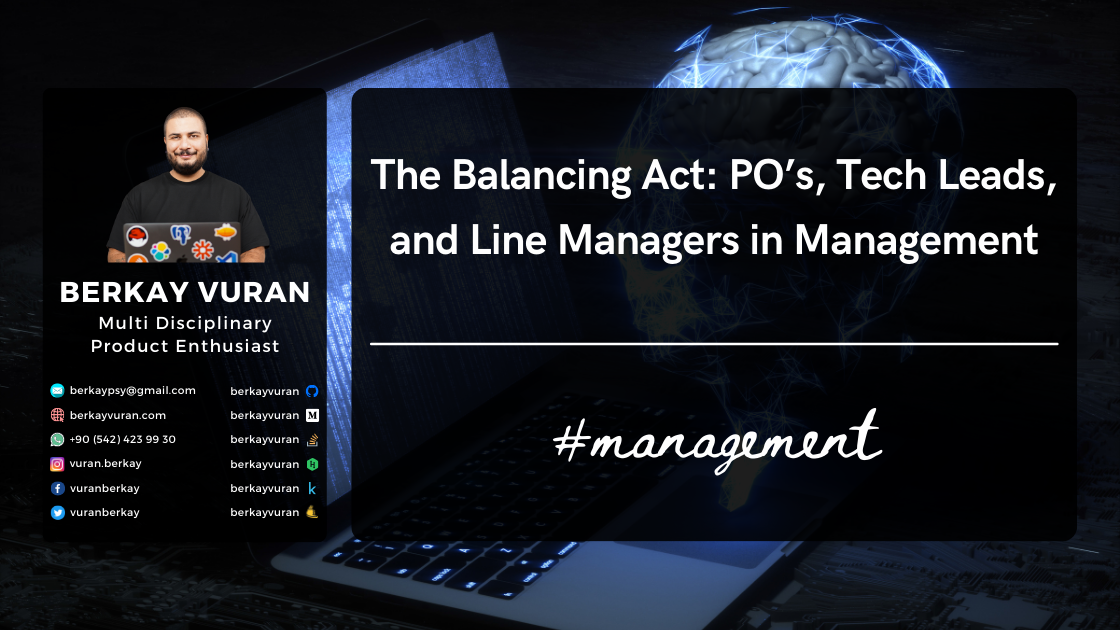 BERKAY VURAN
Multi Disciplinary
Product Enthusiast
berkaypsy@gmail.com
berkayvuran.com
+90 (542) 423 99 30
vuran.berkay
vuranberkay
vuranberkay
berkayvuran
berkayvuran
berkayvuran
berkayvuran
berkayvuran
berkayvuran
The Balancing Act: PO’s, Tech Leads,
and Line Managers in Management
#management